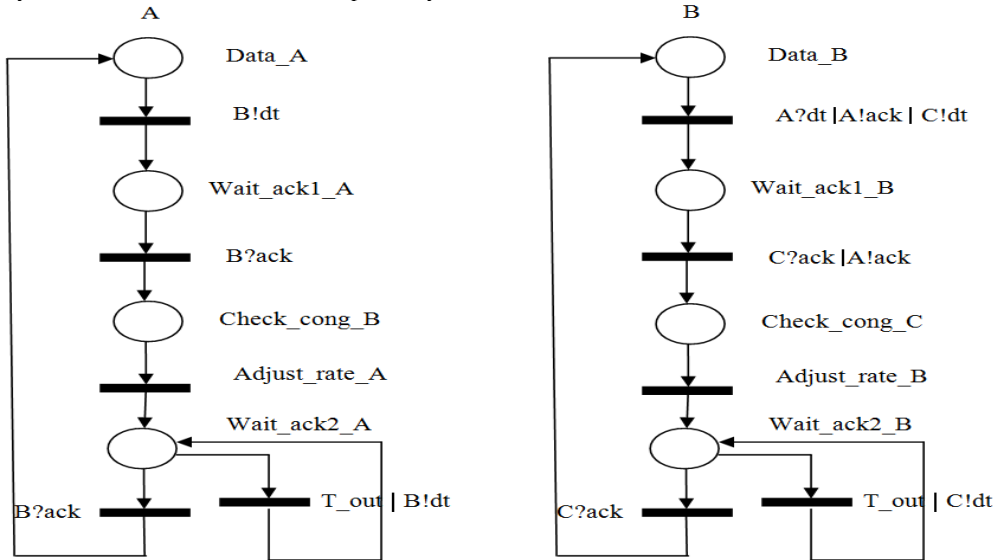 A
Data_A
B!dt
Wait_ack1_A
B?ack
Check_cong_B
Adjust_rate_A
Wait_ack2_A
B?ack
T_out | B!dt
B
Data_B
A?dt |A!ack | C!dt
Wait_ack1_B
C?ack |A!ack
Check_cong_C
Adjust_rate_B
Wait_ack2_B
C?ack
T_out | C!dt